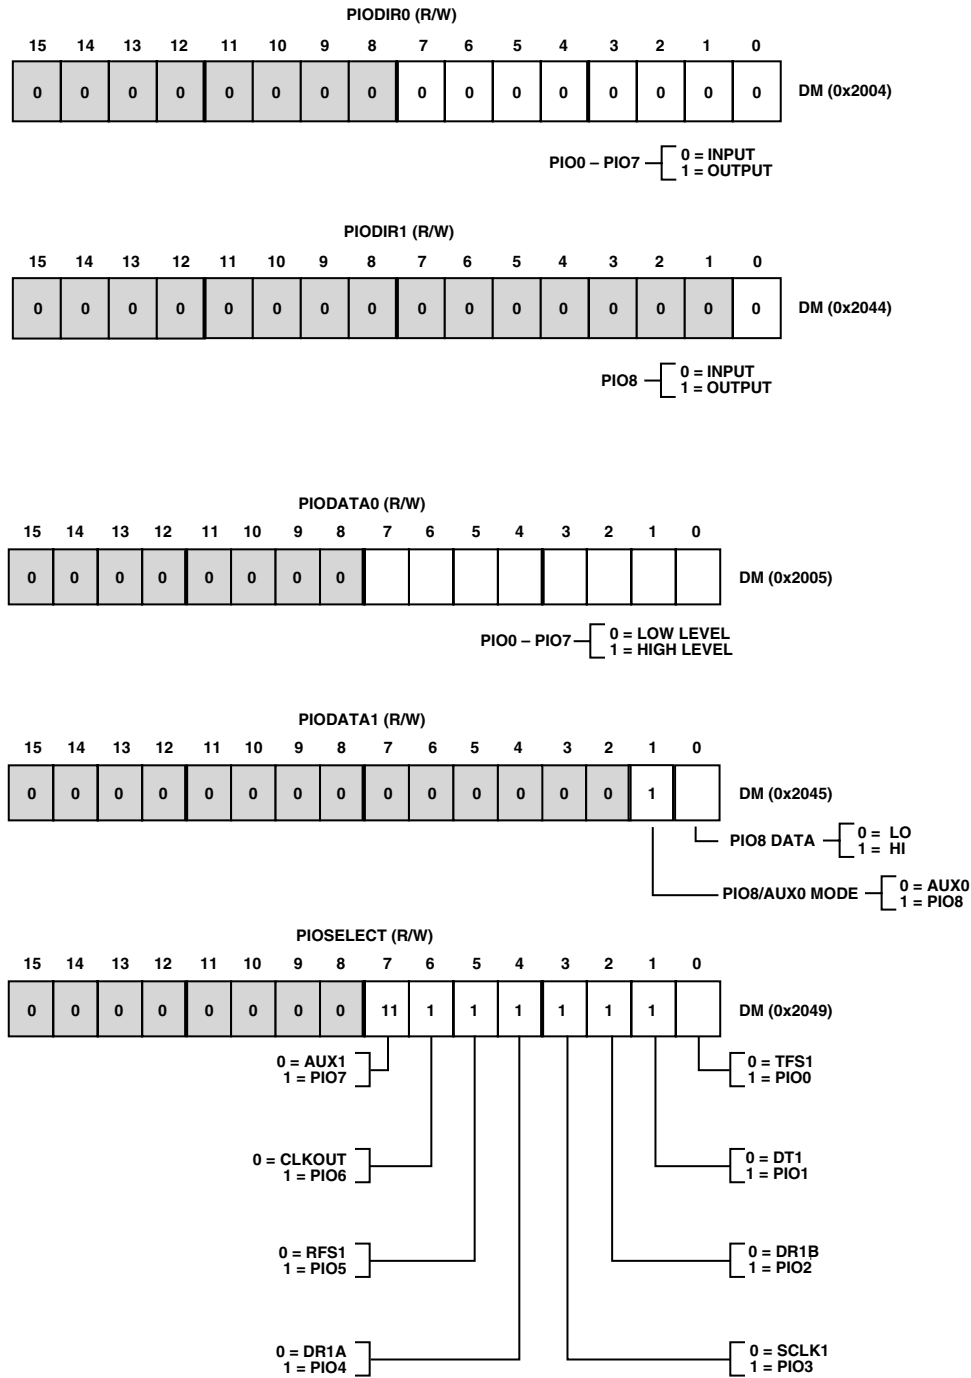 PIODIR0 (R/W)
15 14 13 12 11 10 9 8 7 6 5 4 3 2 1 0
0 0 0 0 0 0 0 0 0 0 0 0 0 0 0 0 DM (0x2004)
PIO0 – PIO7 0 = INPUT
1 = OUTPUT
PIODIR1 (R/W)
15 14 13 12 11 10 9 8 7 6 5 4 3 2 1 0
0 0 0 0 0 0 0 0 0 0 0 0 0 0 0 0 DM (0x2044)
PIO8 0 = INPUT
1 = OUTPUT
PIODATA0 (R/W)
15 14 13 12 11 10 9 8 7 6 5 4 3 2 1 0
0 0 0 0 0 0 0 0 DM (0x2005)
PIO0 – PIO7 0 = LOW LEVEL
1 = HIGH LEVEL
PIODATA1 (R/W)
15 14 13 12 11 10 9 8 7 6 5 4 3 2 1 0
0 0 0 0 0 0 0 0 0 0 0 0 0 0 1 DM (0x2045)
PIO8 DATA 0 = LO
1 = HI
PIO8/AUX0 MODE 0 = AUX0
1 = PIO8
PIOSELECT (R/W)
15 14 13 12 11 10 9 8 7 6 5 4 3 2 1 0
0 0 0 0 0 0 0 0 11 1 1 1 1 1 1 DM (0x2049)
0 = AUX1
1 = PIO7
0 = TFS1
1 = PIO0
0 = CLKOUT
1 = PIO6
0 = DT1
1 = PIO1
0 = RFS1
1 = PIO5
0 = DR1B
1 = PIO2
0 = DR1A
1 = PIO4
0 = SCLK1
1 = PIO3